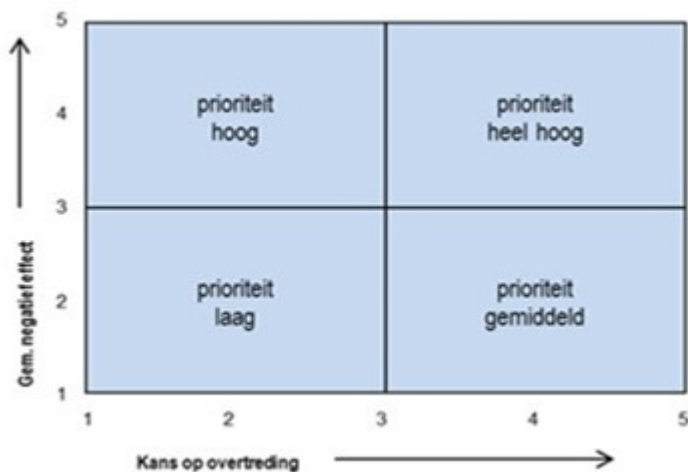 5
prioriteit
hoog
prioriteit
heel hoog
4
3
prioriteit
laag
prioriteit
gemiddeld
2
1
Gem. negatief effect
1 2 3 4 5
Kans op overtreding